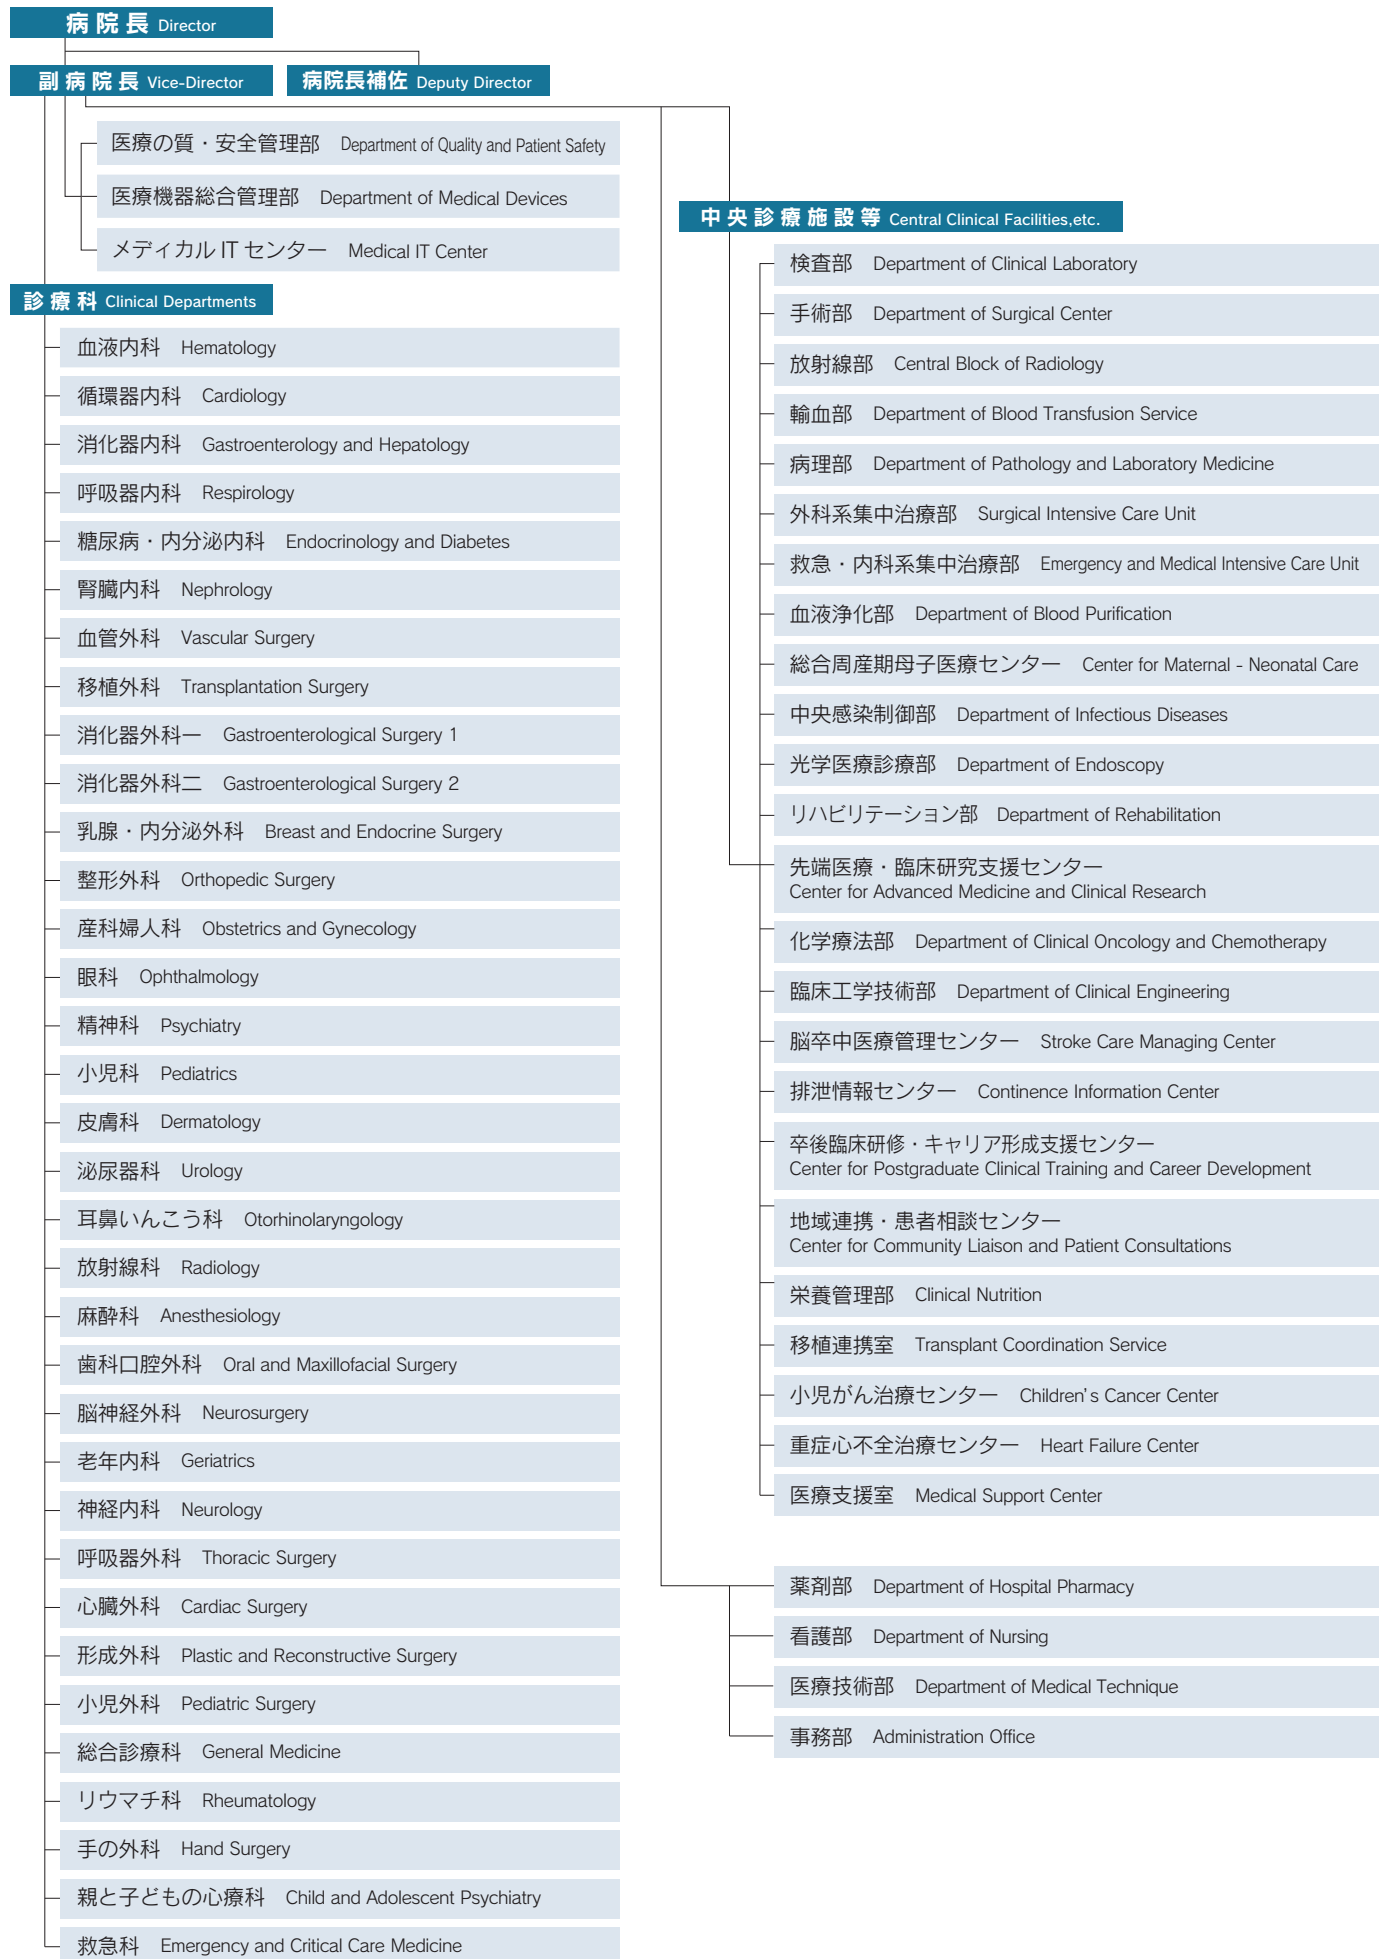 病院長 Director
副病院長 Vice-Director
病院長補佐 Deputy Director
医療の質・安全管理部 Department of Quality and Patient Safety
医療機器総合管理部 Department of Medical Devices
メディカル IT センター Medical IT Center
診療科 Clinical Departments
血液内科 Hematology
循環器内科 Cardiology
消化器内科 Gastroenterology and Hepatology
呼吸器内科 Respirology
糖尿病・内分泌内科 Endocrinology and Diabetes
腎臓内科 Nephrology
血管外科 Vascular Surgery
移植外科 Transplantation Surgery
消化器外科一 Gastroenterological Surgery 1
消化器外科二 Gastroenterological Surgery 2
乳腺・内分泌外科 Breast and Endocrine Surgery
整形外科 Orthopedic Surgery
産科婦人科 Obstetrics and Gynecology
眼科 Ophthalmology
精神科 Psychiatry
小児科 Pediatrics
皮膚科 Dermatology
泌尿器科 Urology
耳鼻いんこう科 Otorhinolaryngology
放射線科 Radiology
麻酔科 Anesthesiology
歯科口腔外科 Oral and Maxillofacial Surgery
脳神経外科 Neurosurgery
老年内科 Geriatrics
神経内科 Neurology
呼吸器外科 Thoracic Surgery
心臓外科 Cardiac Surgery
形成外科 Plastic and Reconstructive Surgery
小児外科 Pediatric Surgery
総合診療科 General Medicine
リウマチ科 Rheumatology
手の外科 Hand Surgery
親と子どもの心療科 Child and Adolescent Psychiatry
救急科 Emergency and Critical Care Medicine
中央診療施設等 Central Clinical Facilities,etc.
検査部 Department of Clinical Laboratory
手術部 Department of Surgical Center
放射線部 Central Block of Radiology
輸血部 Department of Blood Transfusion Service
病理部 Department of Pathology and Laboratory Medicine
外科系集中治療部 Surgical Intensive Care Unit
救急・内科系集中治療部 Emergency and Medical Intensive Care Unit
血液浄化部 Department of Blood Purification
総合周産期母子医療センター Center for Maternal - Neonatal Care
中央感染制御部 Department of Infectious Diseases
光学医療診療部 Department of Endoscopy
リハビリテーション部 Department of Rehabilitation
先端医療・臨床研究支援センター
Center for Advanced Medicine and Clinical Research
化学療法部 Department of Clinical Oncology and Chemotherapy
臨床工学技術部 Department of Clinical Engineering
脳卒中医療管理センター Stroke Care Managing Center
排泄情報センター Continence Information Center
卒後臨床研修・キャリア形成支援センター
Center for Postgraduate Clinical Training and Career Development
地域連携・患者相談センター
Center for Community Liaison and Patient Consultations
栄養管理部 Clinical Nutrition
移植連携室 Transplant Coordination Service
小児がん治療センター Children’s Cancer Center
重症心不全治療センター Heart Failure Center
医療支援室 Medical Support Center
薬剤部 Department of Hospital Pharmacy
看護部 Department of Nursing
医療技術部 Department of Medical Technique
事務部 Administration Office